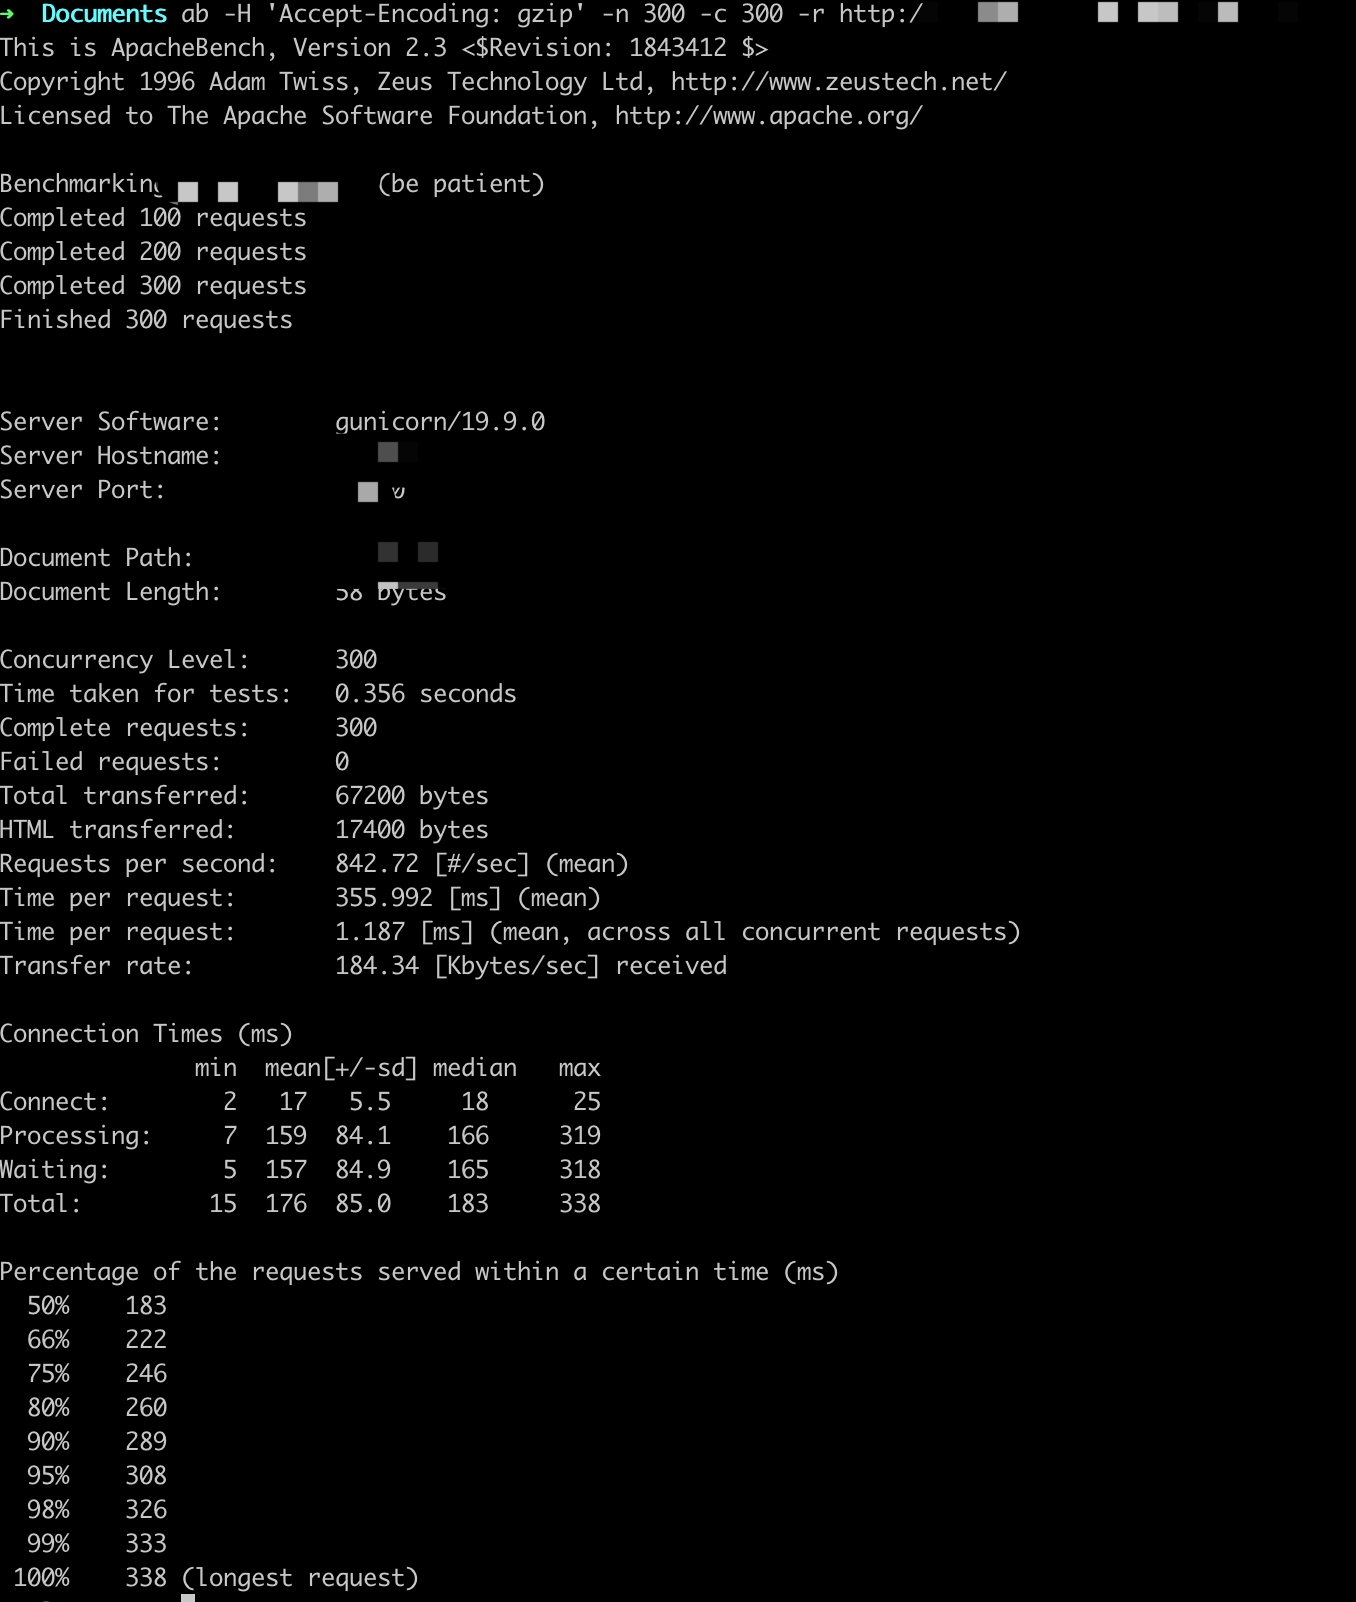 ➜  Documents ab -H 'Accept-Encoding: gzip' -n 300 -c 300 -r http:/
This is ApacheBench, Version 2.3 <$Revision: 1843412 $>
Copyright 1996 Adam Twiss, Zeus Technology Ltd, http://www.zeustech.net/
Licensed to The Apache Software Foundation, http://www.apache.org/
Benchmarking (be patient)
Completed 100 requests
Completed 200 requests
Completed 300 requests
Finished 300 requests
Server Software:        gunicorn/19.9.0
Server Hostname:
Server Port:
Document Path:
Document Length:        58 bytes
Concurrency Level:      300
Time taken for tests:   0.356 seconds
Complete requests:      300
Failed requests:        0
Total transferred:      67200 bytes
HTML transferred:       17400 bytes
Requests per second:    842.72 [#/sec] (mean)
Time per request:       355.992 [ms] (mean)
Time per request:       1.187 [ms] (mean, across all concurrent requests)
Transfer rate:          184.34 [Kbytes/sec] received
Connection Times (ms)
              min  mean[+/-sd] median   max
Connect:        2   17   5.5     18      25
Processing:     7  159  84.1    166     319
Waiting:        5  157  84.9    165     318
Total:         15  176  85.0    183     338
Percentage of the requests served within a certain time (ms)
  50%    183
  66%    222
  75%    246
  80%    260
  90%    289
  95%    308
  98%    326
  99%    333
 100%    338 (longest request)